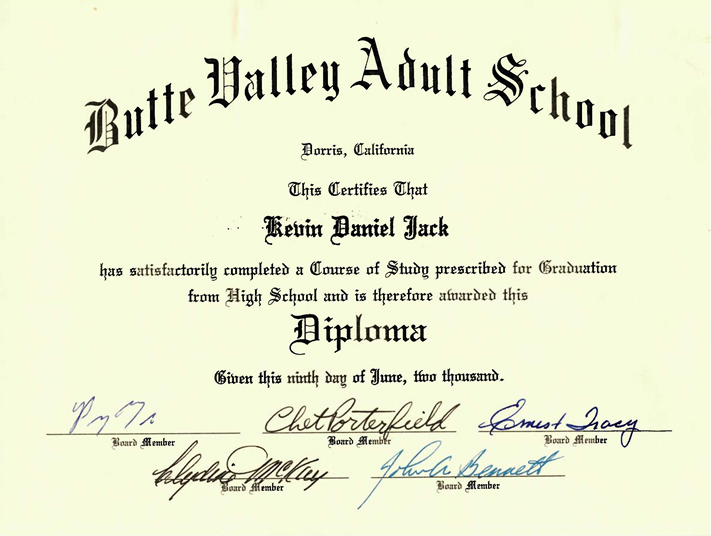 Butte Valley Adult School
Dorris, California
This Certifies That
Kevin Daniel Jack
has satisfactorily completed a Course of Study prescribed for Graduation
from High School and is therefore awarded this
Diploma
Given this ninth day of June, two thousand.
Chet Porterfield Ernest Tracy
Board Member Board Member Board Member
McKay John A Bennett
Board Member Board Member